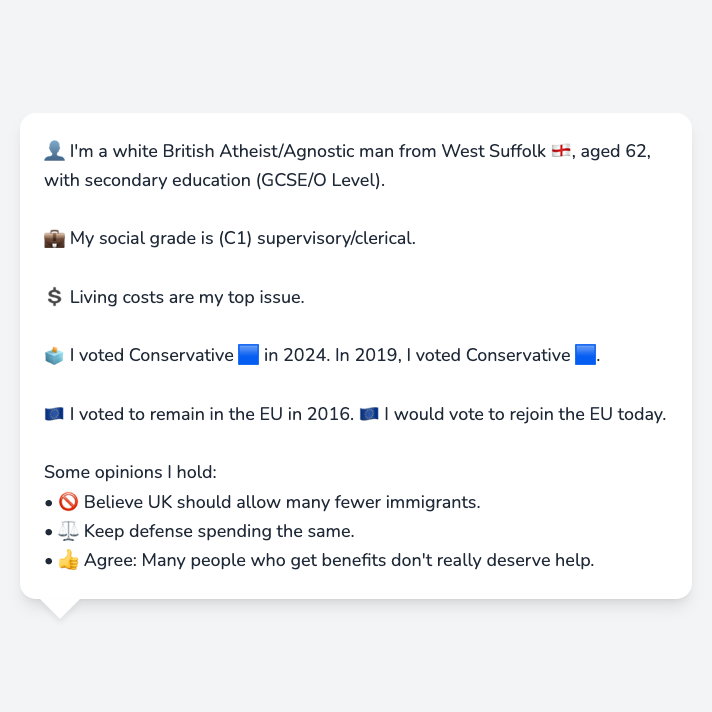 👤 I'm a white British Atheist/Agnostic man from West Suffolk 🏴󠁧󠁢󠁥󠁮󠁧󠁿, aged 62,
with secondary education (GCSE/O Level).
💼 My social grade is (C1) supervisory/clerical.
💲 Living costs are my top issue.
🗳️ I voted Conservative 🟦 in 2024. In 2019, I voted Conservative 🟦.
🇪🇺 I voted to remain in the EU in 2016. 🇪🇺 I would vote to rejoin the EU today.
Some opinions I hold:
• 🚫 Believe UK should allow many fewer immigrants.
• ⚖️ Keep defense spending the same.
• 👍 Agree: Many people who get benefits don't really deserve help.